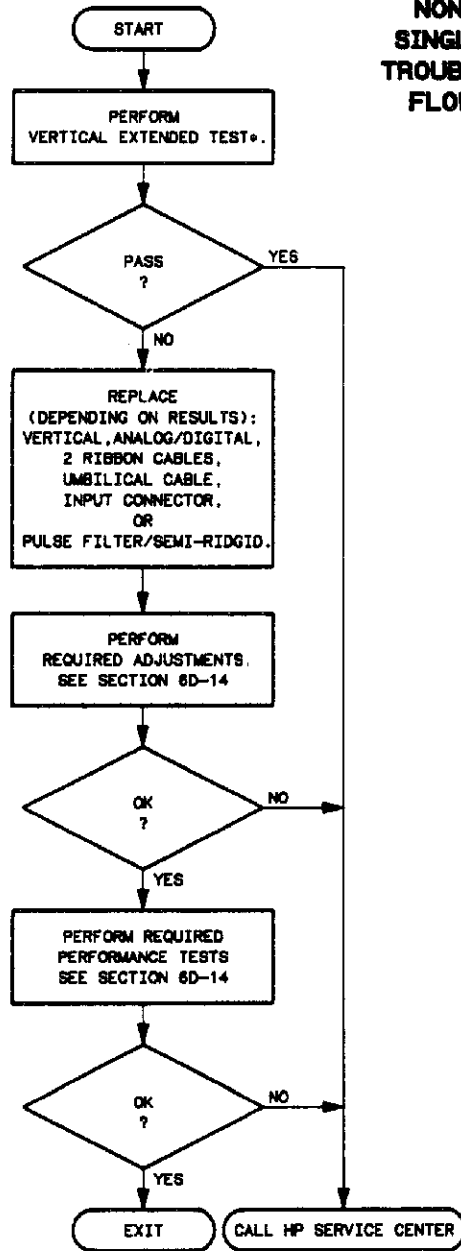 START
NON
SINGL
TROUB
FLO
PERFORM
VERTICAL EXTENDED TEST*.
PASS
?
YES
NO
REPLACE
(DEPENDING ON RESULTS):
VERTICAL,ANALOG/DIGITAL,
2 RIBBON CABLES,
UMBILICAL CABLE,
INPUT CONNECTOR,
OR
PULSE FILTER/SEMI-RIDGID.
PERFORM
REQUIRED ADJUSTMENTS.
SEE SECTION 6D-14
OK
?
NO
YES
PERFORM REQUIRED
PERFORMANCE TESTS
SEE SECTION 6D-14
OK
?
NO
YES
EXIT
CALL HP SERVICE CENTER